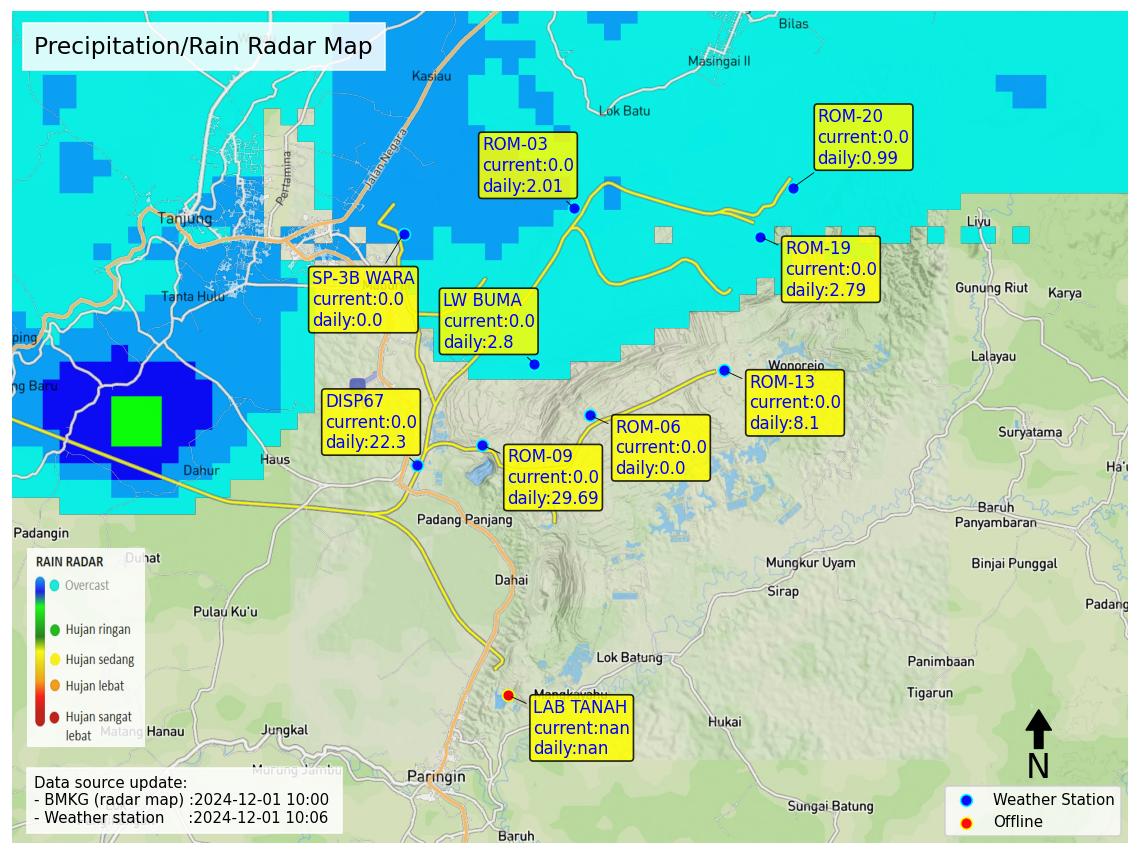 Precipitation/Rain Radar Map
Bilas
Masingai II
Kasiau
Lok Batu
Jalan Negara
Pertamina
Tanjung
Tanta Hulu
ROM-03
current:0.0
daily:2.01
ROM-20
current:0.0
daily:0.99
ROM-19
current:0.0
daily:2.79
SP-3B WARA
current:0.0
daily:0.0
LW BUMA
current:0.0
daily:2.8
Liyu
Gunung Riut
Karya
Lalayau
Wonorejo
ping
ng Baru
ROM-13
current:0.0
daily:8.1
DISP67
current:0.0
daily:22.3
ROM-06
current:0.0
daily:0.0
ROM-09
current:0.0
daily:29.69
Suryatama
Ha'u
Haus
Dahur
Baruh
Panyambaran
Padang Panjang
Padangin
Duhat
Binjai Punggal
Mungkur Uyam
Dahai
Sirap
Padang
Pulau Ku'u
RAIN RADAR
Overcast
Hujan ringan
Hujan sedang
Hujan lebat
Hujan sangat
lebat
Lok Batung
Panimbaan
Tigarun
Mangkayahu
LAB TANAH
current:nan
daily:nan
Hukai
Matang Hanau
Jungkal
Murung Jambu
Paringin
Sungai Batung
Baruh
Data source update:
- BMKG (radar map) :2024-12-01 10:00
- Weather station :2024-12-01 10:06
N
Weather Station
Offline